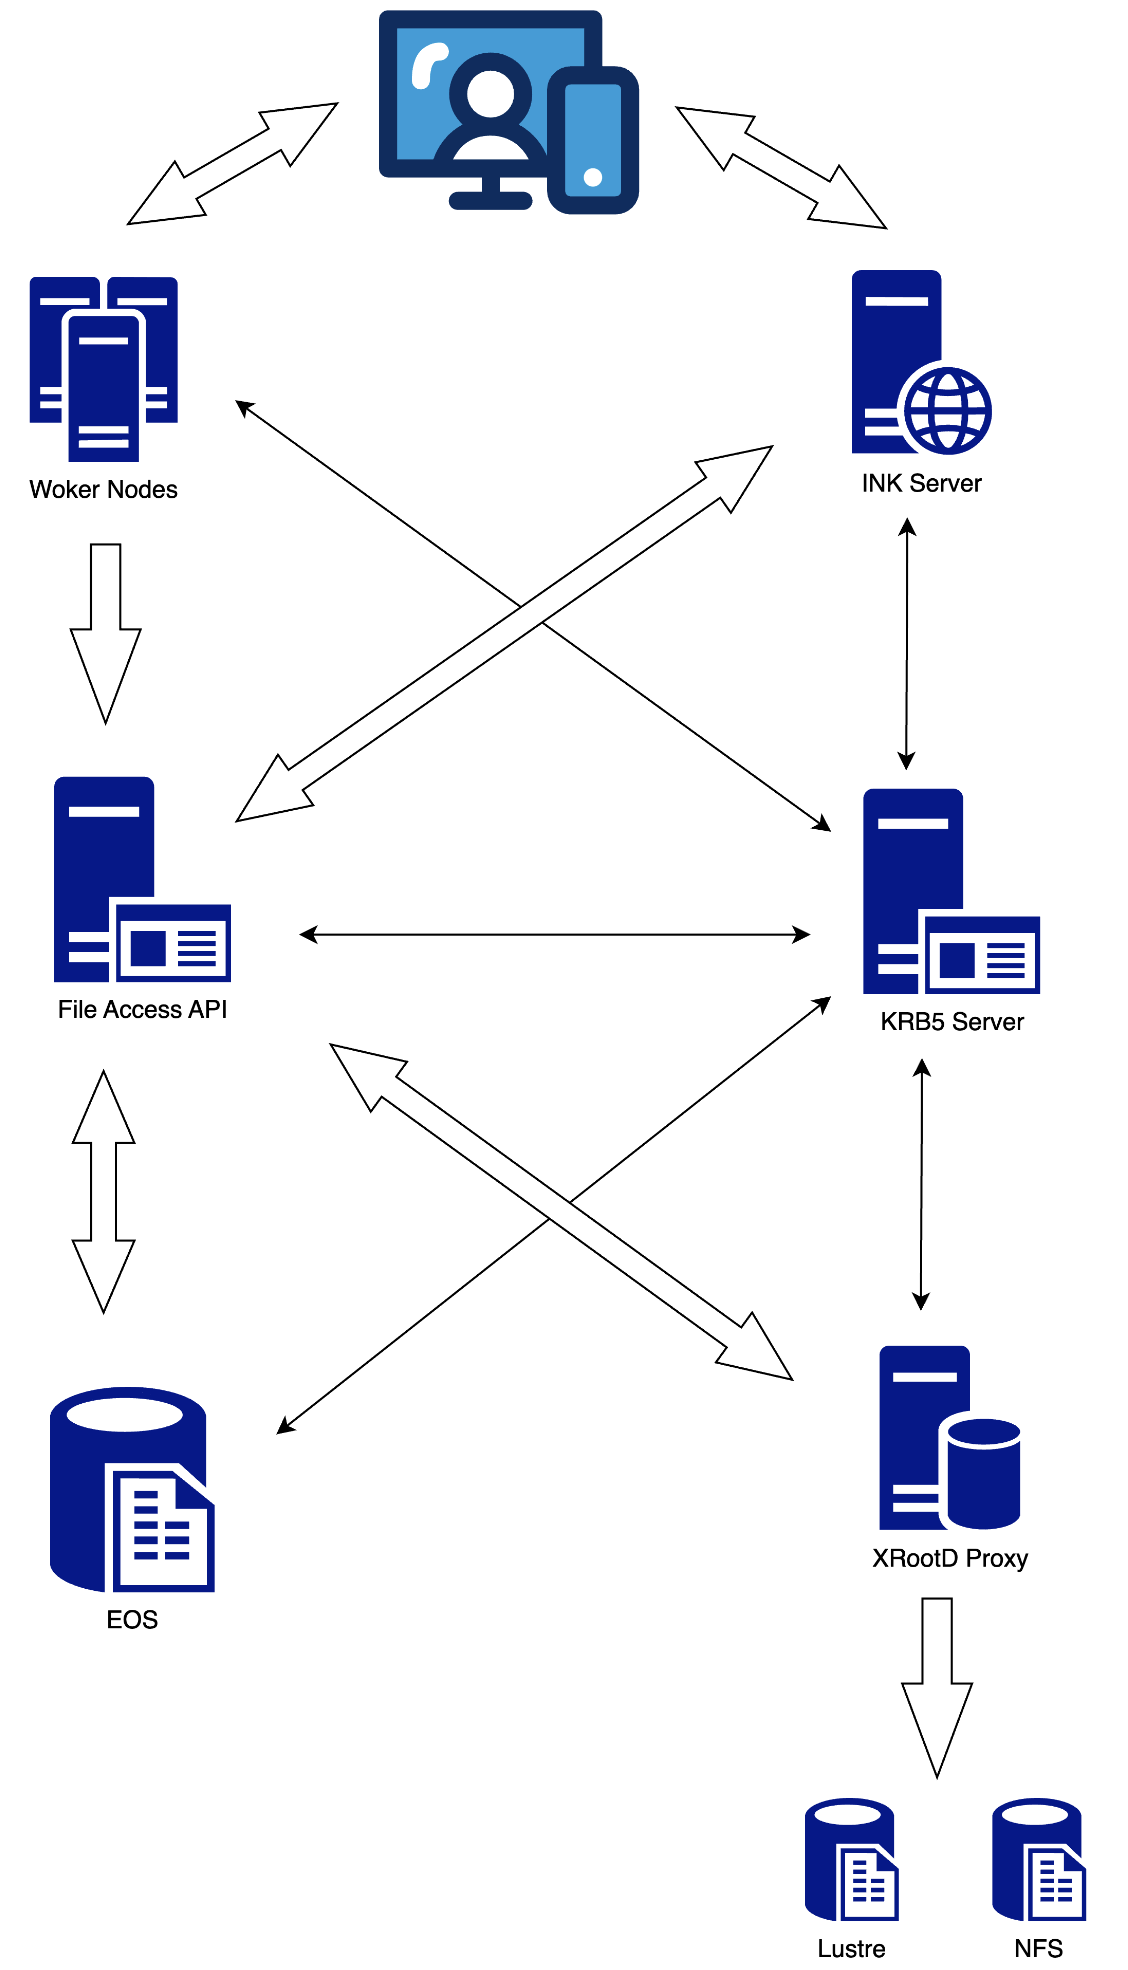 Woker Nodes
INK Server
File Access API
KRB5 Server
EOS
XRootD Proxy
Lustre
NFS